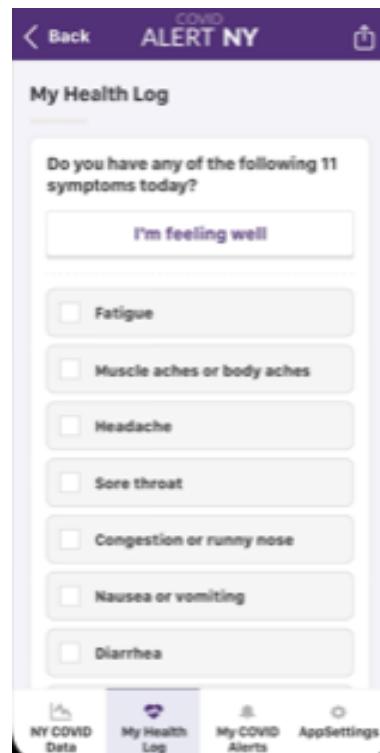 COVID
Back ALERT NY
My Health Log
Do you have any of the following 11
symptoms today?
I'm feeling well
Fatigue
Muscle aches or body aches
Headache
Sore throat
Congestion or runny nose
Nausea or vomiting
Diarrhea
NY COVID
Data
My Health
Log
My COVID
Alerts
AppSettings